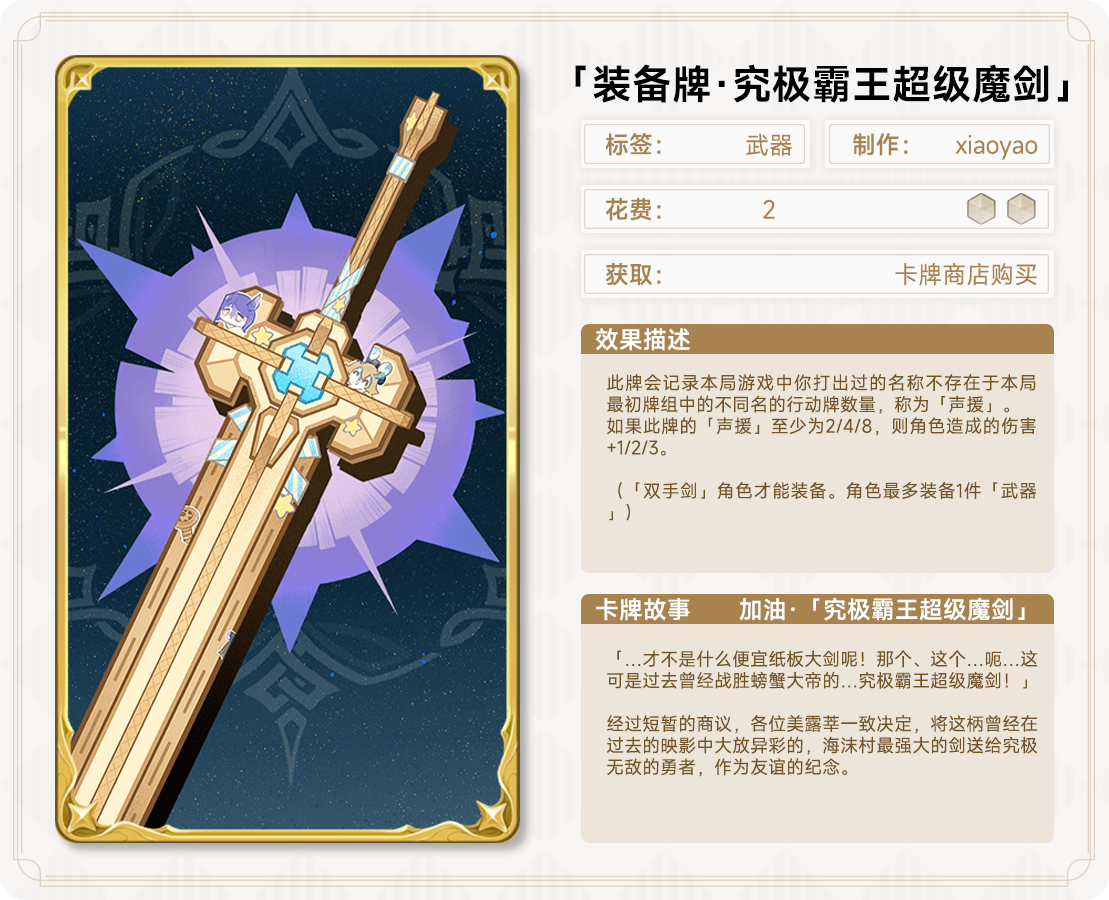 「装备牌·究极霸王超级魔剑」
标签： 武器
制作： xiaoyao
花费： 2
获取： 卡牌商店购买
效果描述
此牌会记录本局游戏中你打出过的名称不存在于本局
最初牌组中的不同名的行动牌数量，称为「声援」。
如果此牌的「声援」至少为2/4/8，则角色造成的伤害
+1/2/3。
（「双手剑」角色才能装备。角色最多装备1件「武器
」）
卡牌故事 加油·「究极霸王超级魔剑」
「…才不是什么便宜纸板大剑呢！那个、这个…呃…这
可是过去曾经战胜螃蟹大帝的…究极霸王超级魔剑！」
经过短暂的商议，各位美露莘一致决定，将这柄曾经在
过去的映影中大放异彩的，海沫村最强大的剑送给究极
无敌的勇者，作为友谊的纪念。